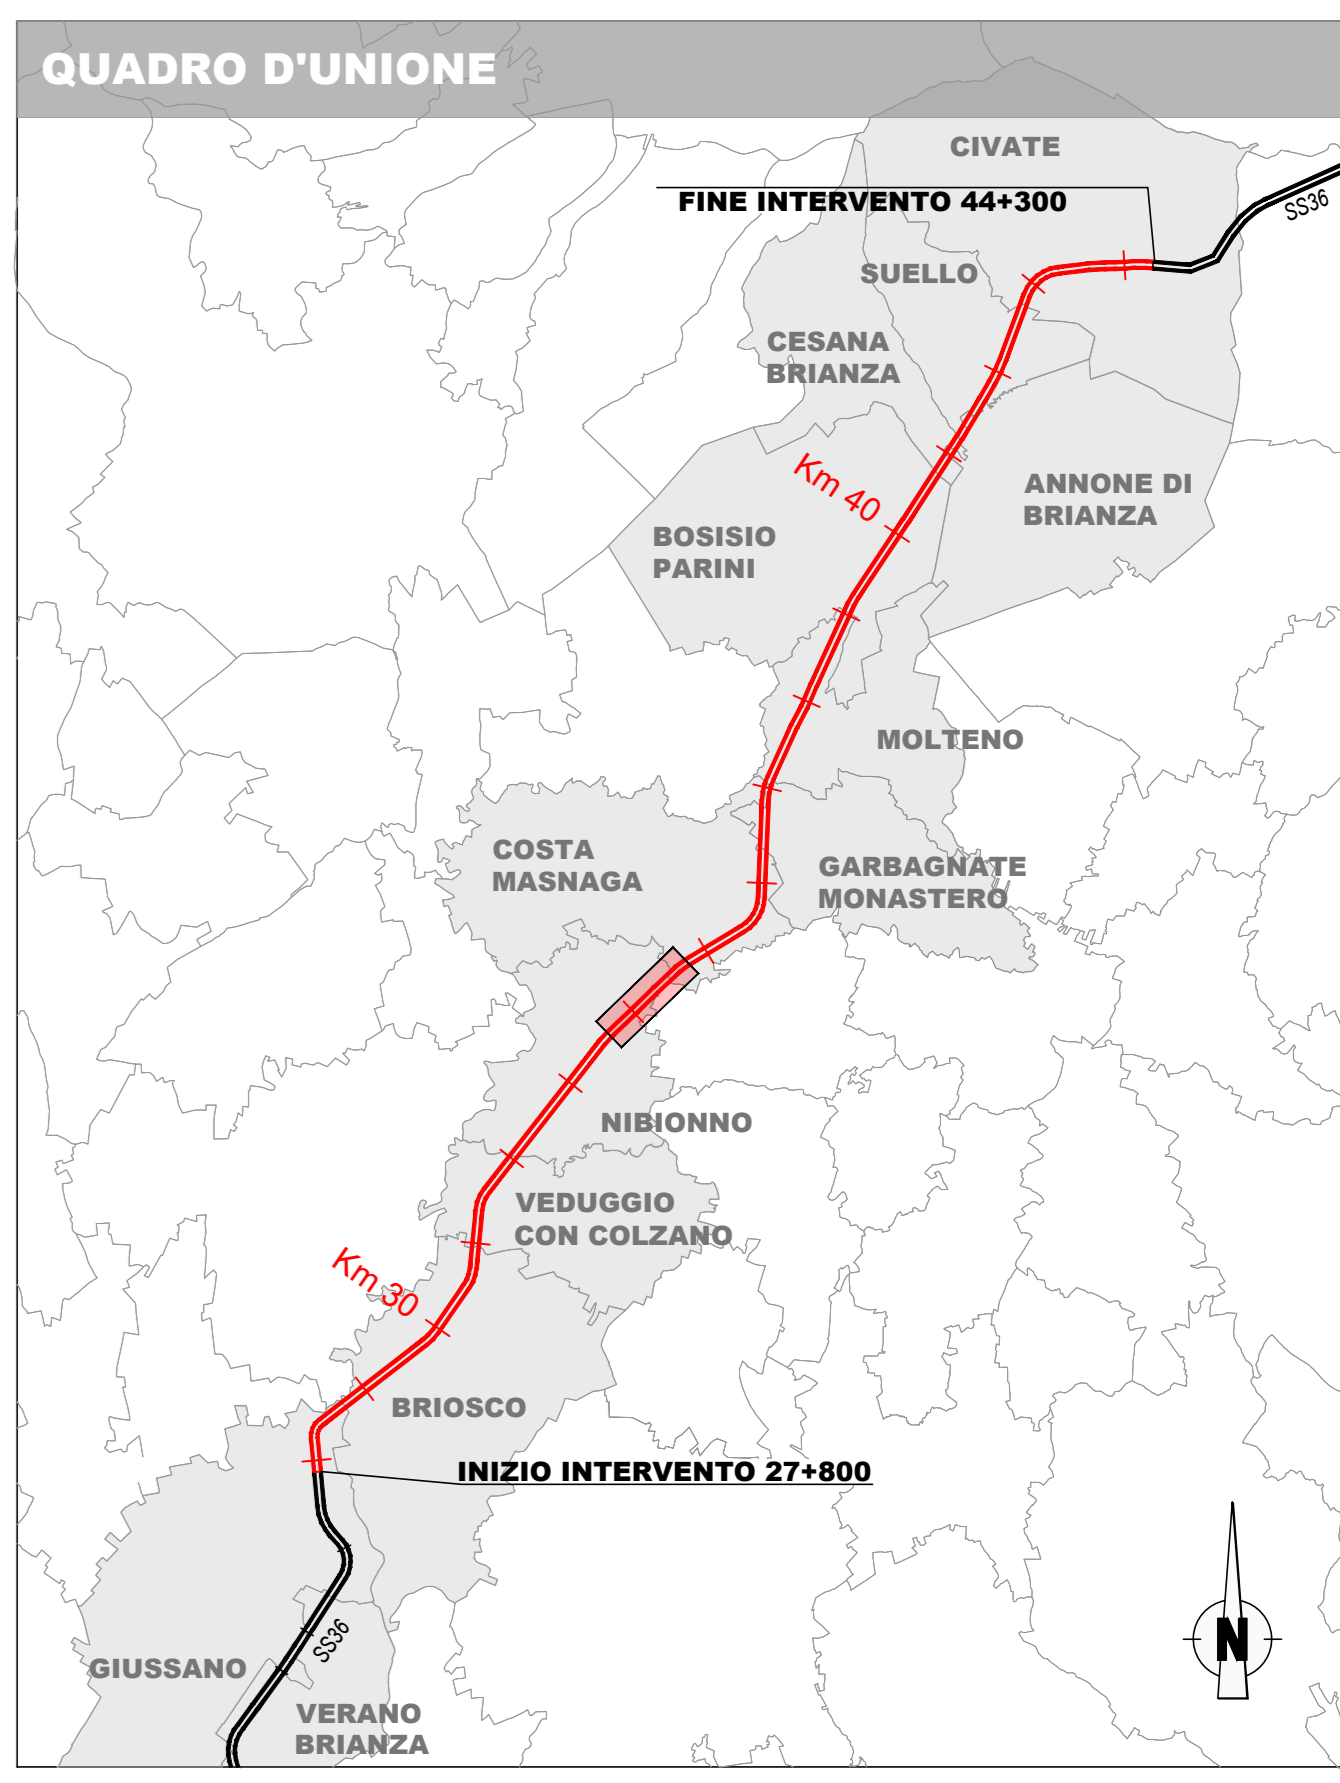 QUADRO D'UNIONE
CIVATE
FINE INTERVENTO 44+300
SS36
SUELLO
CESANA
BRIANZA
Km 40
ANNONE DI
BRIANZA
BOSISIO
PARINI
MOLTENO
COSTA
MASNAGA
GARBAGNATE
MONASTERO
NIBIONNO
VEDUGGIO
CON COLZANO
Km 30
BRIOSCO
INIZIO INTERVENTO 27+800
SS36
GIUSSANO
N
VERANO
BRIANZA